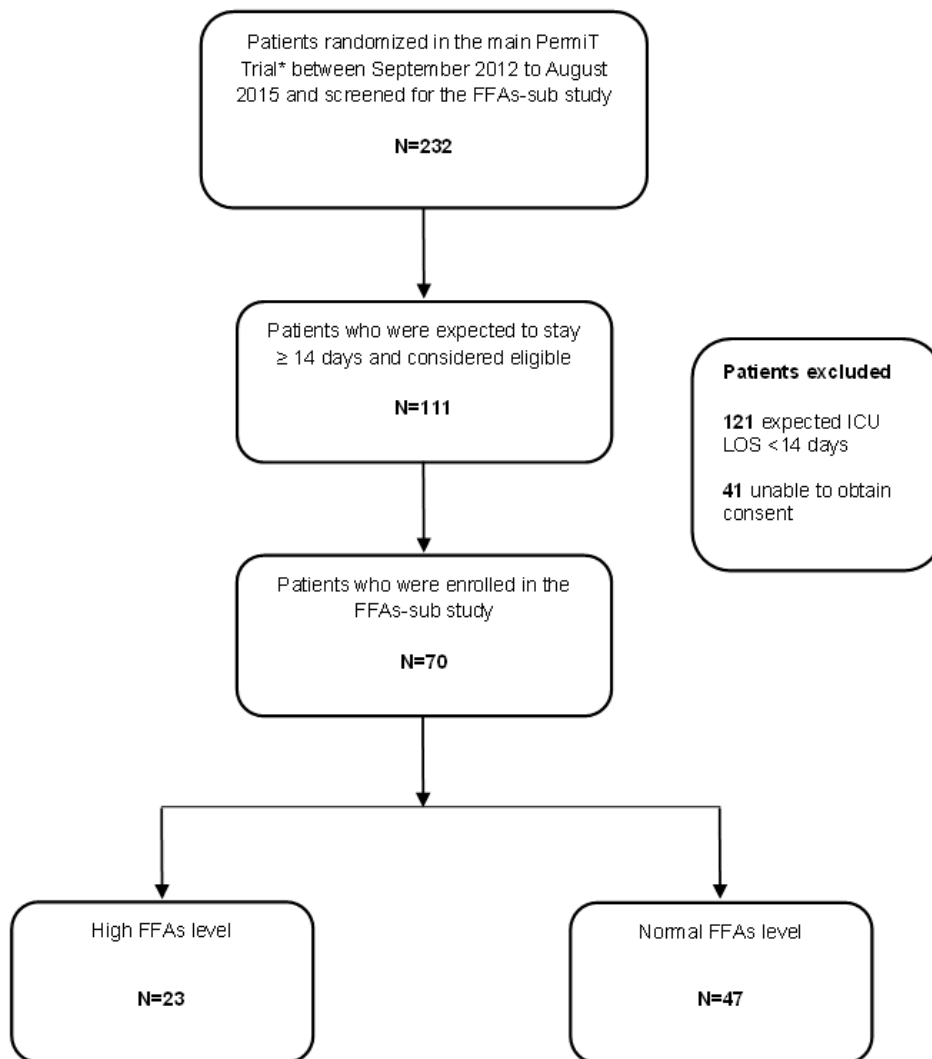 Patients randomized in the main PermiT
Trial* between September 2012 to August
2015 and screened for the FFAs-sub study
N=232
Patients who were expected to stay
≥ 14 days and considered eligible
N=111
Patients excluded
121 expected ICU
LOS <14 days
41 unable to obtain
consent
Patients who were enrolled in the
FFAs-sub study
N=70
High FFAs level
N=23
Normal FFAs level
N=47